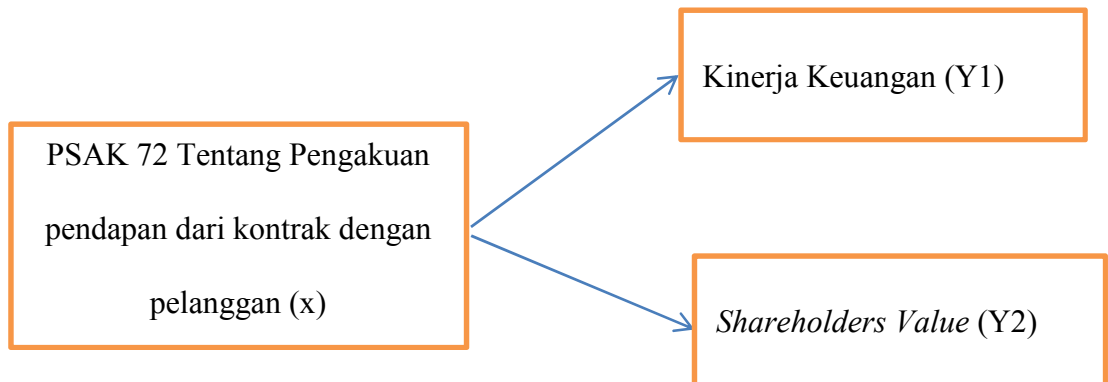 PSAK 72 Tentang Pengakuan
pendapan dari kontrak dengan
pelanggan (x)
Kinerja Keuangan (Y1)
Shareholders Value (Y2)